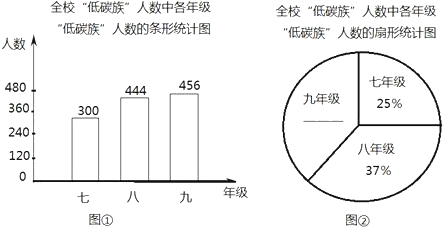 全校“低碳族”人数中各年级
“低碳族”人数的条形统计图
人数
480
360
240
120
0
300
444
456
七
八
九
年级
图①
全校“低碳族”人数中各年级
“低碳族”人数的扇形统计图
九年级
七年级
25%
八年级
37%
图②